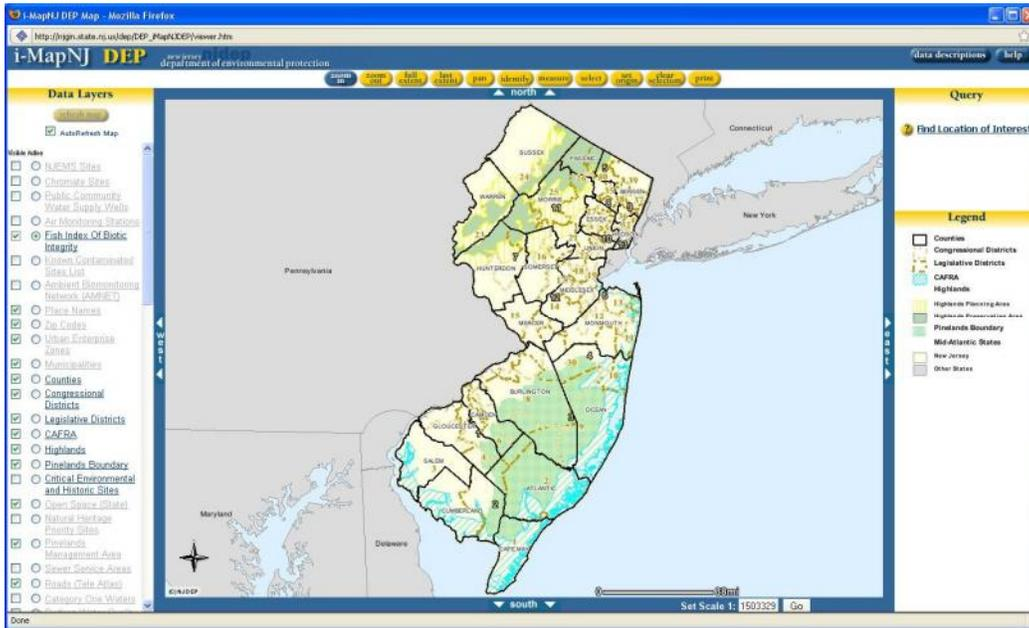 i-MapNJ DEP Map - Mozilla Firefox
http://njgin.state.nj.us/dep/DEP_iMapNJDEP/viewer.htm
i-MapNJ DEP
new jersey
department of environmental protection
data descriptions
help
zoom in
zoom out
full extent
last extent
pan
identify
measure
select
set origin
clear selection
print
Data Layers
refresh map
AutoRefresh Map
Visible Active
NJEMS Sites
Chromate Sites
Public Community
Water Supply Wells
Air Monitoring Stations
Fish Index Of Biotic
Integrity
Known Contaminated
Sites List
Ambient Biomonitoring
Network (AMNET)
Place Names
Zip Codes
Urban Enterprise
Zones
Municipalities
Counties
Congressional
Districts
Legislative Districts
CAFRA
Highlands
Pinelands Boundary
Critical Environmental
and Historic Sites
Open Space (State)
Natural Heritage
Priority Sites
Pinelands
Management Area
Sewer Service Areas
Roads (Tele Atlas)
Category One Waters
Done
north
west
east
south
Connecticut
New York
Pennsylvania
Maryland
Delaware
SUSSEX
PASSAIC
BERGEN
WARREN
MORRIS
ESSEX
UNION
HUNTERDON
SOMERSET
MIDDLESEX
MERCER
MONMOUTH
BURLINGTON
OCEAN
CAMDEN
GLOUCESTER
SALEM
ATLANTIC
CUMBERLAND
CAPE MAY
©NJDEP
0
38mi
Set Scale 1: 1503329 Go
Query
Find Location of Interest
Legend
Counties
Congressional Districts
Legislative Districts
CAFRA
Highlands
Highlands Planning Area
Highlands Preservation Area
Pinelands Boundary
Mid-Atlantic States
New Jersey
Other States